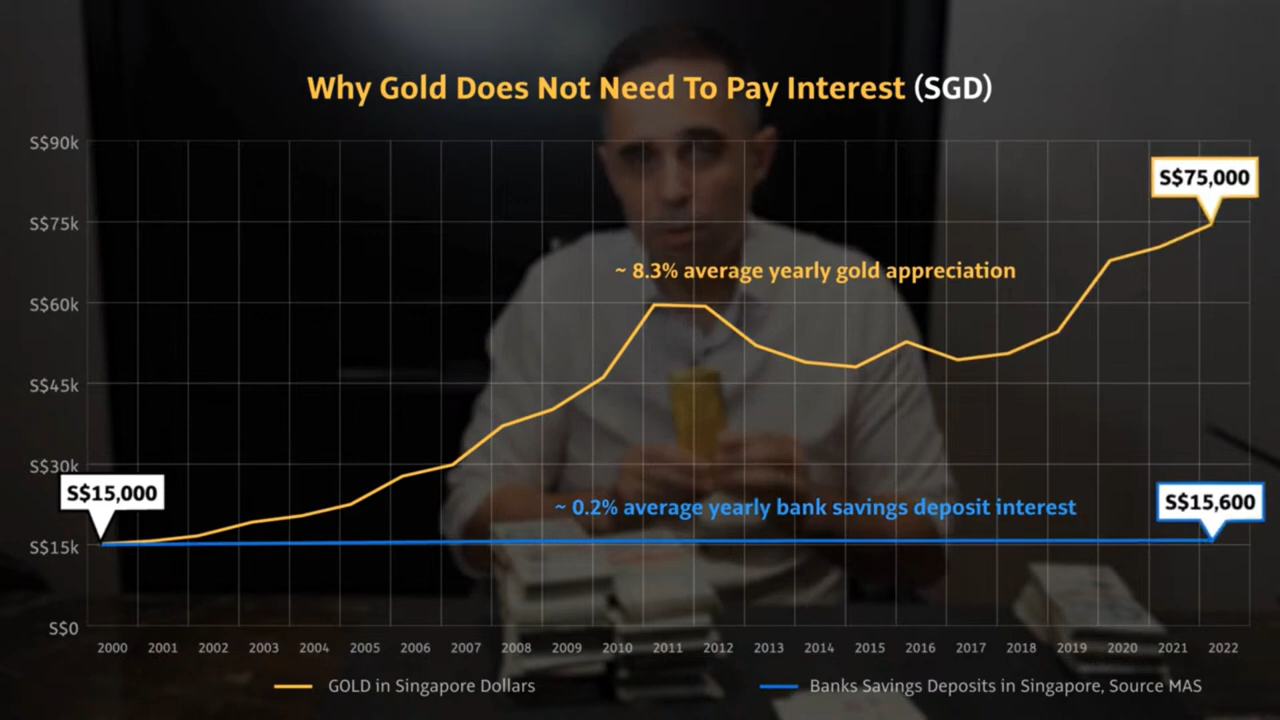 Why Gold Does Not Need To Pay Interest (SGD)
S$90k
S$75,000
S$75k
~ 8.3% average yearly gold appreciation
S$60k
S$45k
S$30k
S$15,000
~ 0.2% average yearly bank savings deposit interest
S$15,600
S$15k
S$0
2000 2001 2002 2003 2004 2005 2006 2007 2008 2009 2010 2011 2012 2013 2014 2015 2016 2017 2018 2019 2020 2021 2022
GOLD in Singapore Dollars
Banks Savings Deposits in Singapore, Source MAS